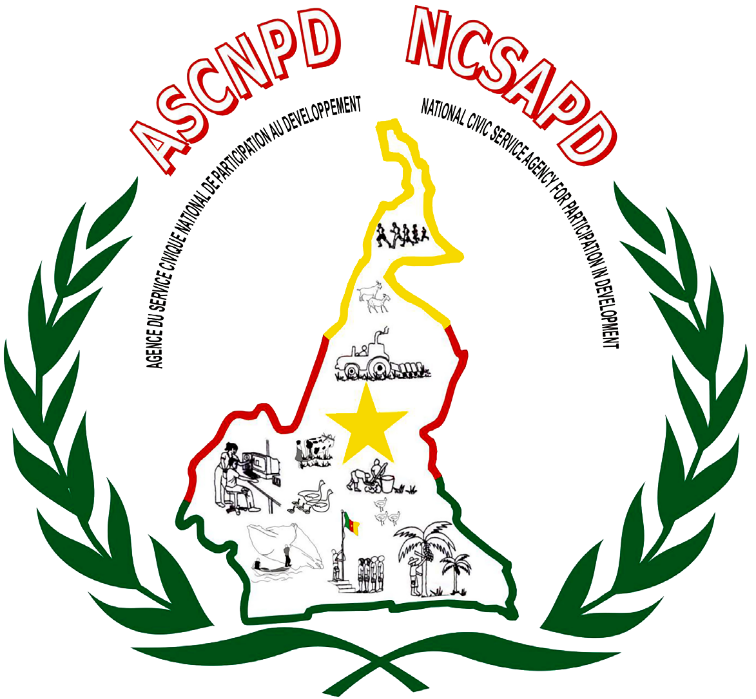 ASCNPD
NCSAPD
AGENCE DU SERVICE CIVIQUE NATIONAL DE PARTICIPATION AU DEVELOPPEMENT
NATIONAL CIVIC SERVICE AGENCY FOR PARTICIPATION IN DEVELOPMENT